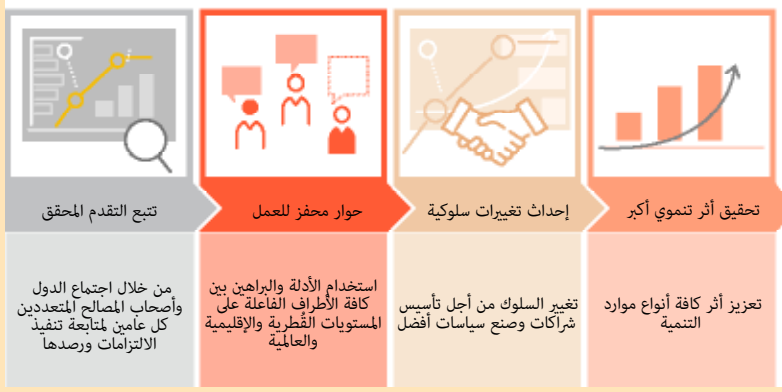 تتبع التقدم المحقق
حوار محفز للعمل
إحداث تغييرات سلوكية
تحقيق أثر تنموي أكبر
من خلال اجتماع الدول
وأصحاب المصالح المتعددين
كل عامين لمتابعة تنفيذ
الالتزامات ورصدها
استخدام الأدلة والبراهين بين
كافة الأطراف الفاعلة على
المستويات القُطرية والإقليمية
والعالمية
تغيير السلوك من أجل تأسيس
شراكات وصنع سياسات أفضل
تعزيز أثر كافة أنواع موارد
التنمية